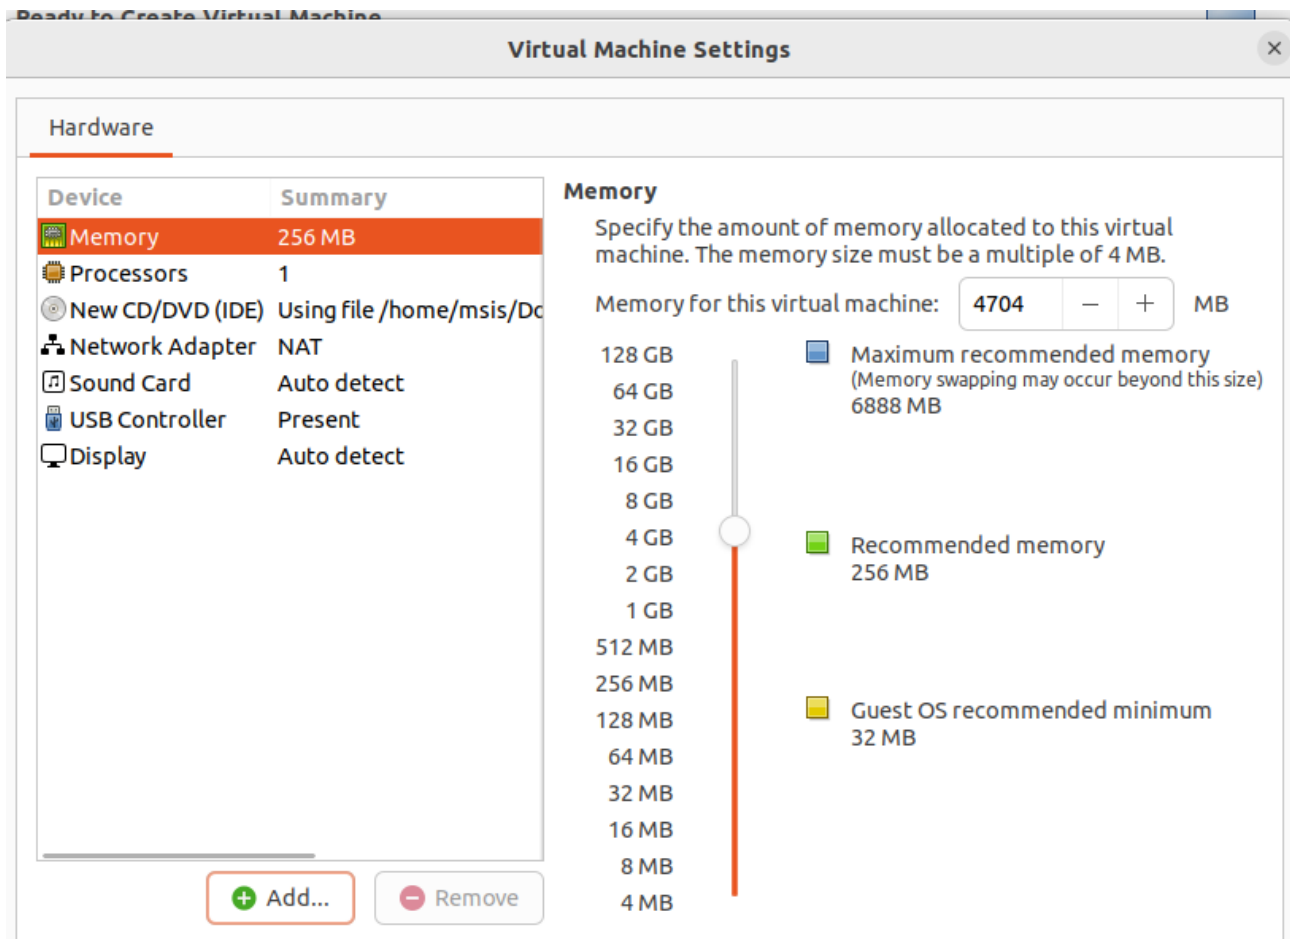 Ready to Create Virtual Machine
Virtual Machine Settings
Hardware
Device Summary
Memory 256 MB
Processors 1
New CD/DVD (IDE) Using file /home/msis/Do
Network Adapter NAT
Sound Card Auto detect
USB Controller Present
Display Auto detect
Add...
Remove
Memory
Specify the amount of memory allocated to this virtual
machine. The memory size must be a multiple of 4 MB.
Memory for this virtual machine: 4704 − + MB
128 GB
64 GB
32 GB
16 GB
8 GB
4 GB
2 GB
1 GB
512 MB
256 MB
128 MB
64 MB
32 MB
16 MB
8 MB
4 MB
Maximum recommended memory
(Memory swapping may occur beyond this size)
6888 MB
Recommended memory
256 MB
Guest OS recommended minimum
32 MB